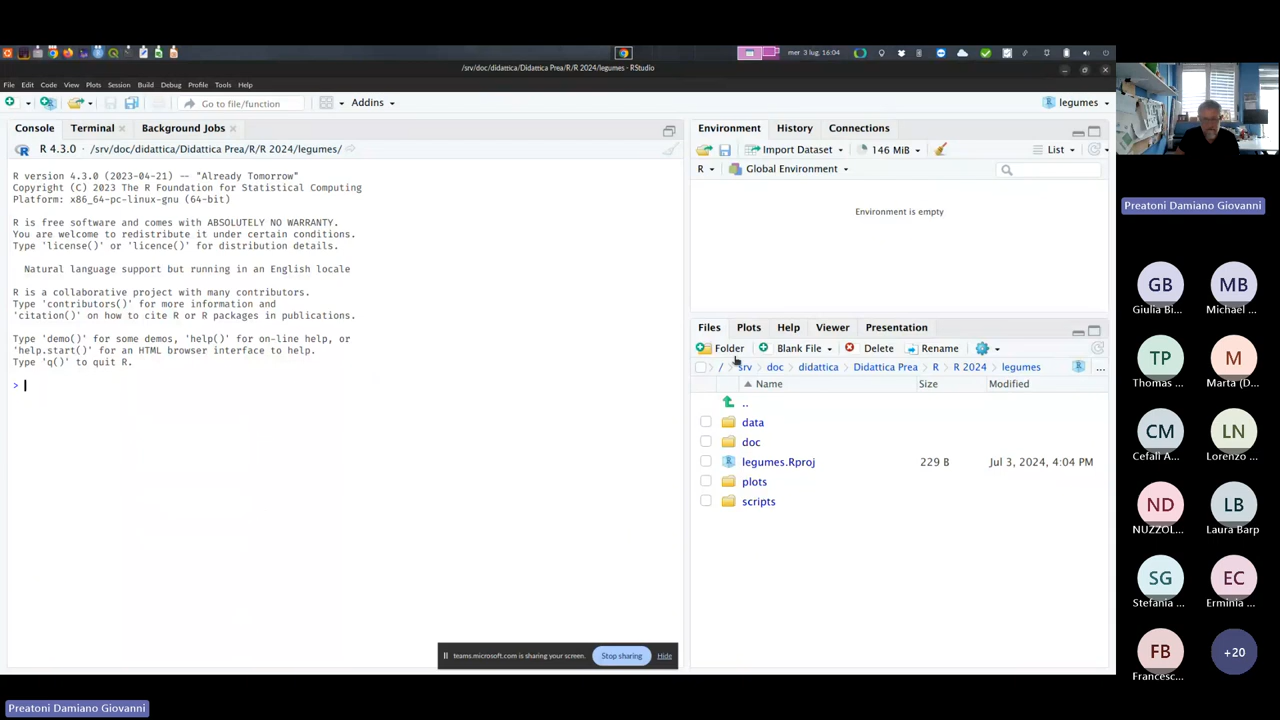 mer 3 lug, 16:04
/srv/doc/didattica/Didattica Prea/R/R 2024/legumes - RStudio
File Edit Code View Plots Session Build Debug Profile Tools Help
Go to file/function
Addins
legumes
Console Terminal Background Jobs
R 4.3.0 · /srv/doc/didattica/Didattica Prea/R/R 2024/legumes/
R version 4.3.0 (2023-04-21) -- "Already Tomorrow"
Copyright (C) 2023 The R Foundation for Statistical Computing
Platform: x86_64-pc-linux-gnu (64-bit)
R is free software and comes with ABSOLUTELY NO WARRANTY.
You are welcome to redistribute it under certain conditions.
Type 'license()' or 'licence()' for distribution details.
Natural language support but running in an English locale
R is a collaborative project with many contributors.
Type 'contributors()' for more information and
'citation()' on how to cite R or R packages in publications.
Type 'demo()' for some demos, 'help()' for on-line help, or
'help.start()' for an HTML browser interface to help.
Type 'q()' to quit R.
>
Environment History Connections
Import Dataset 146 MiB List
R Global Environment
Environment is empty
Files Plots Help Viewer Presentation
Folder Blank File Delete Rename
/ srv doc didattica Didattica Prea R R 2024 legumes ...
Name Size Modified
..
data
doc
legumes.Rproj 229 B Jul 3, 2024, 4:04 PM
plots
scripts
teams.microsoft.com is sharing your screen. Stop sharing Hide
Preatoni Damiano Giovanni
GB MB
Giulia Bi... Michael ...
TP M
Thomas ... Marta (D...
CM LN
Cefalì A... Lorenzo ...
ND LB
NUZZOL... Laura Barp
SG EC
Stefania ... Erminia ...
FB +20
Francesc...
Preatoni Damiano Giovanni